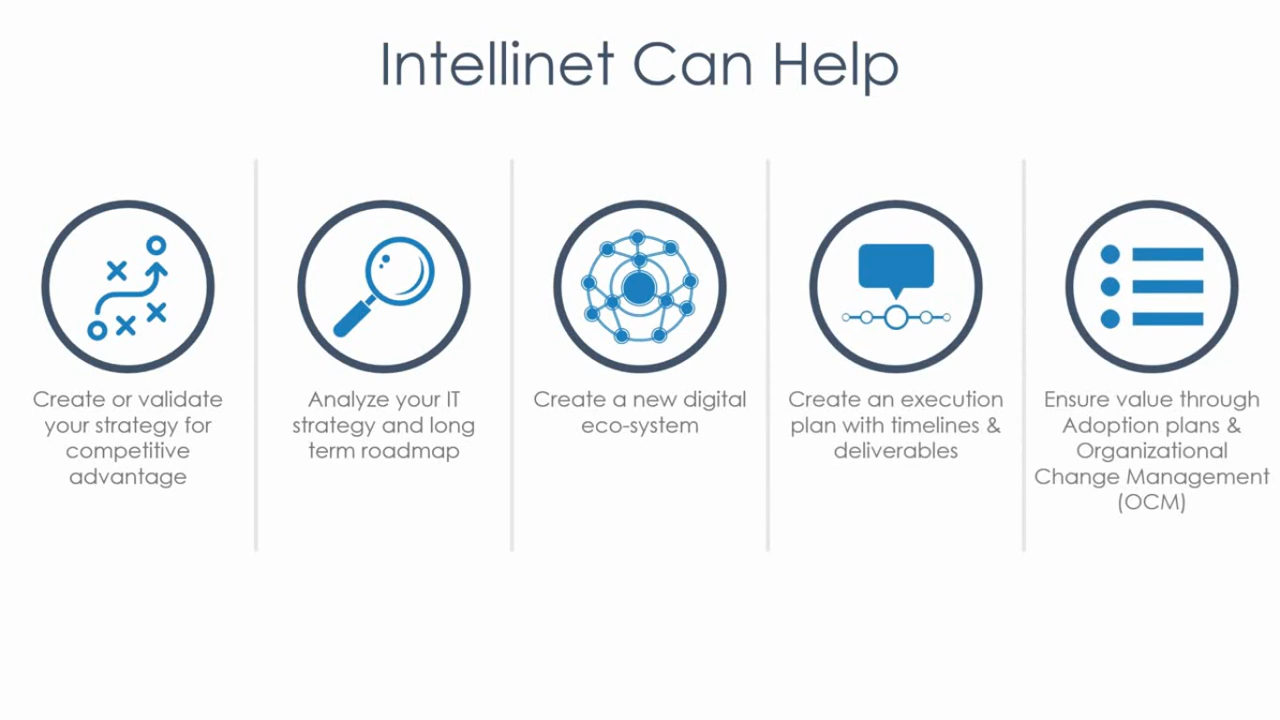 Intellinet Can Help
Create or validate
your strategy for
competitive
advantage
Analyze your IT
strategy and long
term roadmap
Create a new digital
eco-system
Create an execution
plan with timelines &
deliverables
Ensure value through
Adoption plans &
Organizational
Change Management
(OCM)